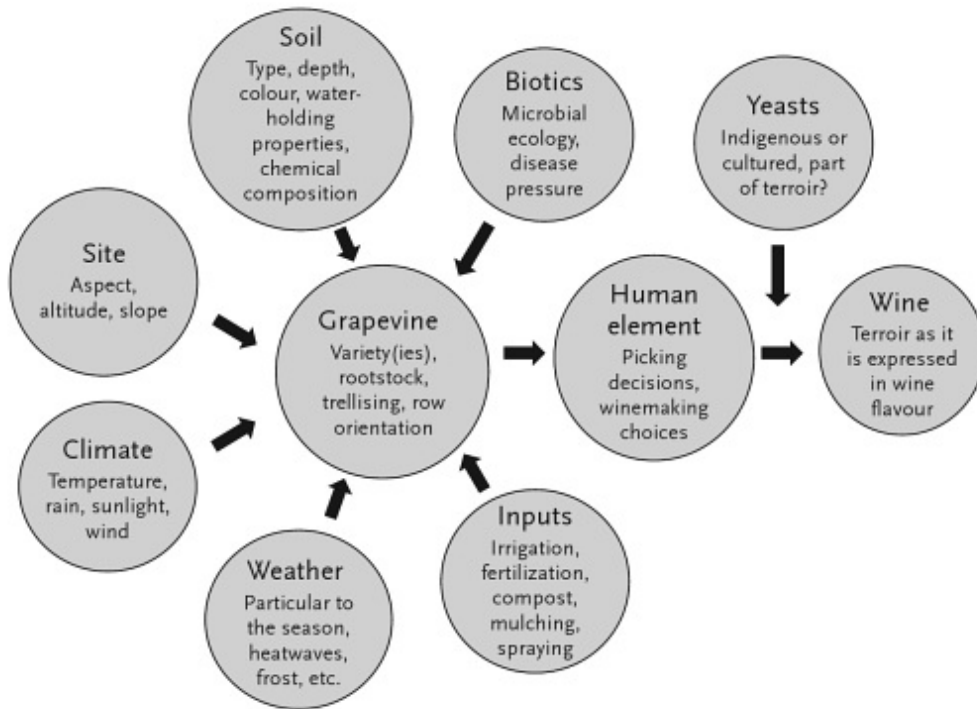 Soil
Type, depth,
colour, water-
holding
properties,
chemical
composition
Biotics
Microbial
ecology,
disease
pressure
Yeasts
Indigenous or
cultured, part
of terroir?
Site
Aspect,
altitude, slope
Grapevine
Variety(ies),
rootstock,
trellising, row
orientation
Human
element
Picking
decisions,
winemaking
choices
Wine
Terroir as it
is expressed
in wine
flavour
Climate
Temperature,
rain, sunlight,
wind
Weather
Particular to
the season,
heatwaves,
frost, etc.
Inputs
Irrigation,
fertilization,
compost,
mulching,
spraying